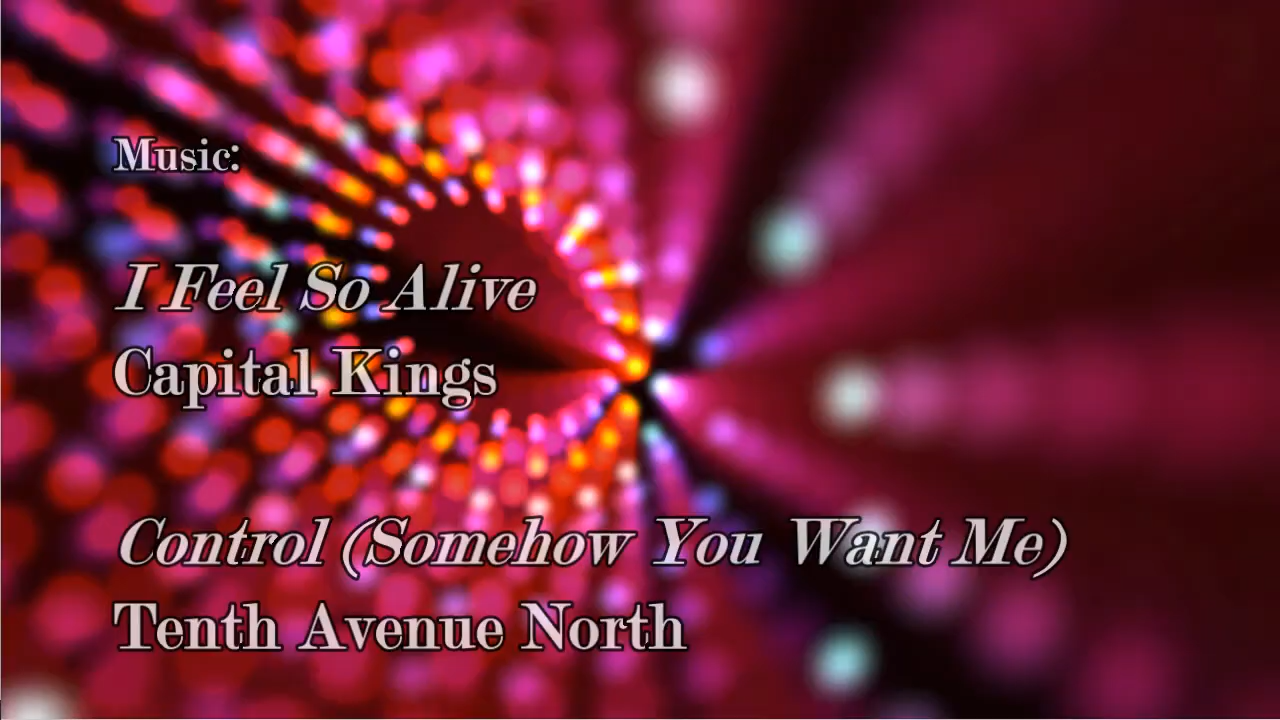 Music:
I Feel So Alive
Capital Kings
Control (Somehow You Want Me)
Tenth Avenue North